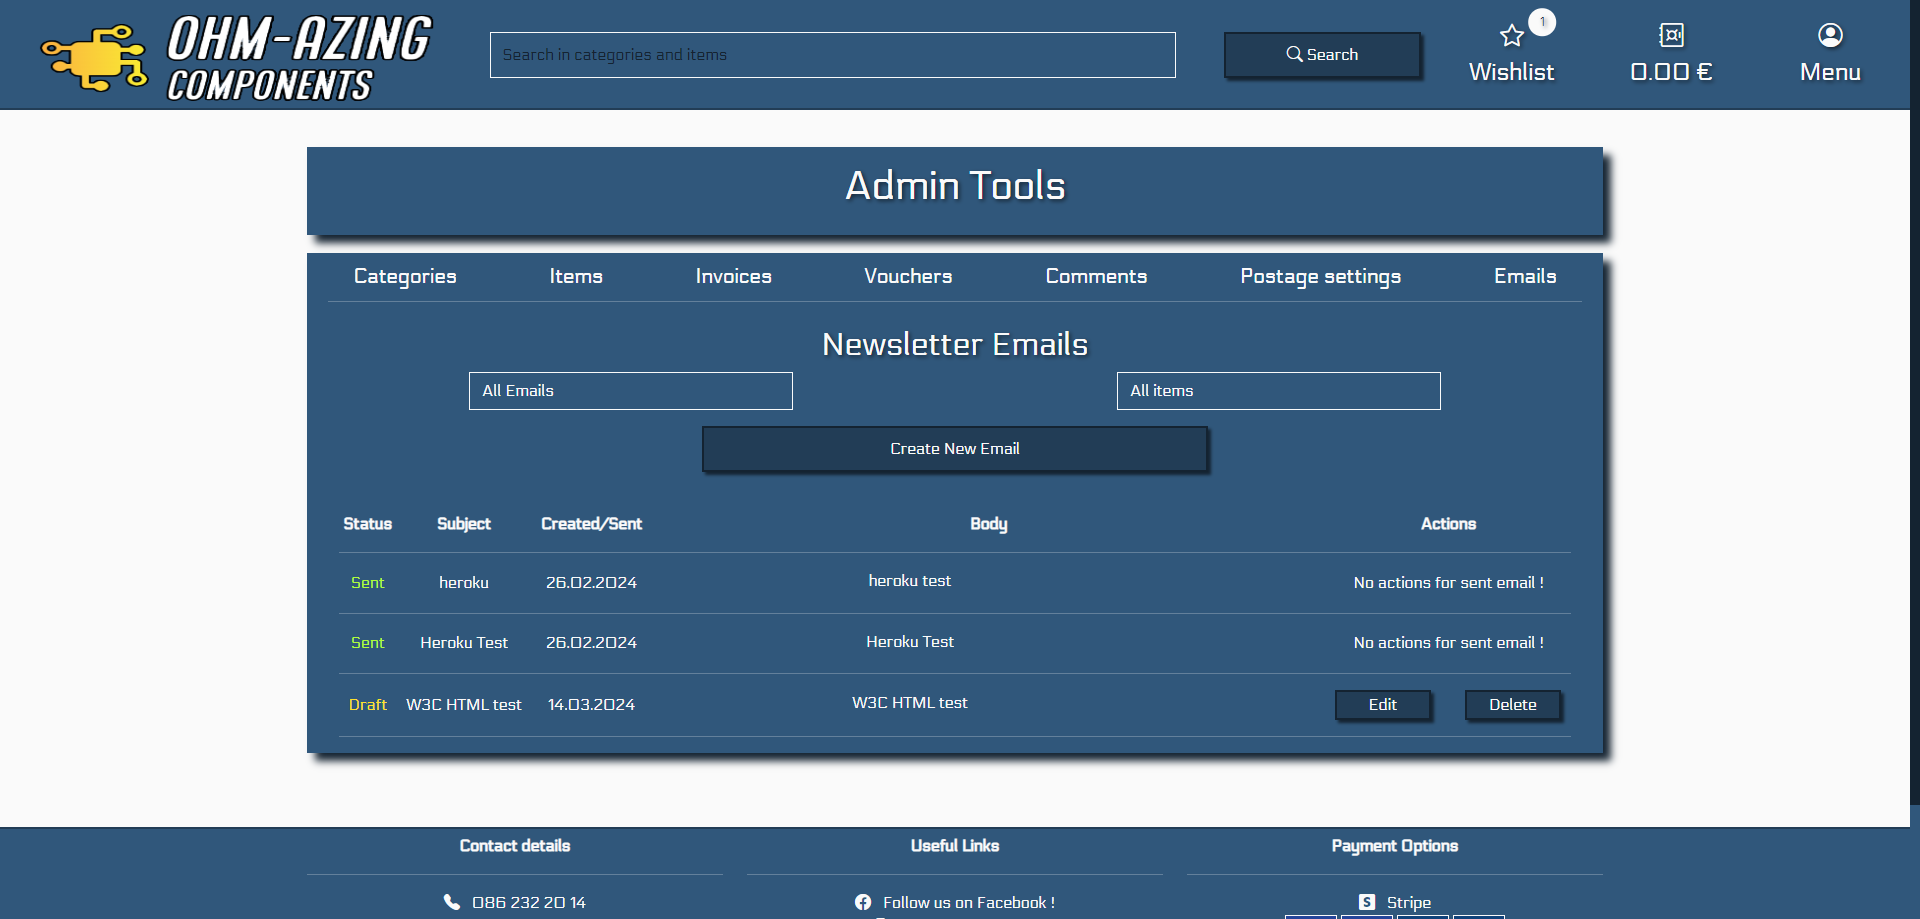 OHM-AZING
COMPONENTS
Search in categories and items
Search
1
Wishlist
0.00 €
Menu
Admin Tools
Categories Items Invoices Vouchers Comments Postage settings Emails
Newsletter Emails
All Emails All items
Create New Email
Status Subject Created/Sent Body Actions
Sent heroku 26.02.2024 heroku test No actions for sent email !
Sent Heroku Test 26.02.2024 Heroku Test No actions for sent email !
Draft W3C HTML test 14.03.2024 W3C HTML test Edit Delete
Contact details Useful Links Payment Options
086 232 20 14 Follow us on Facebook ! S Stripe